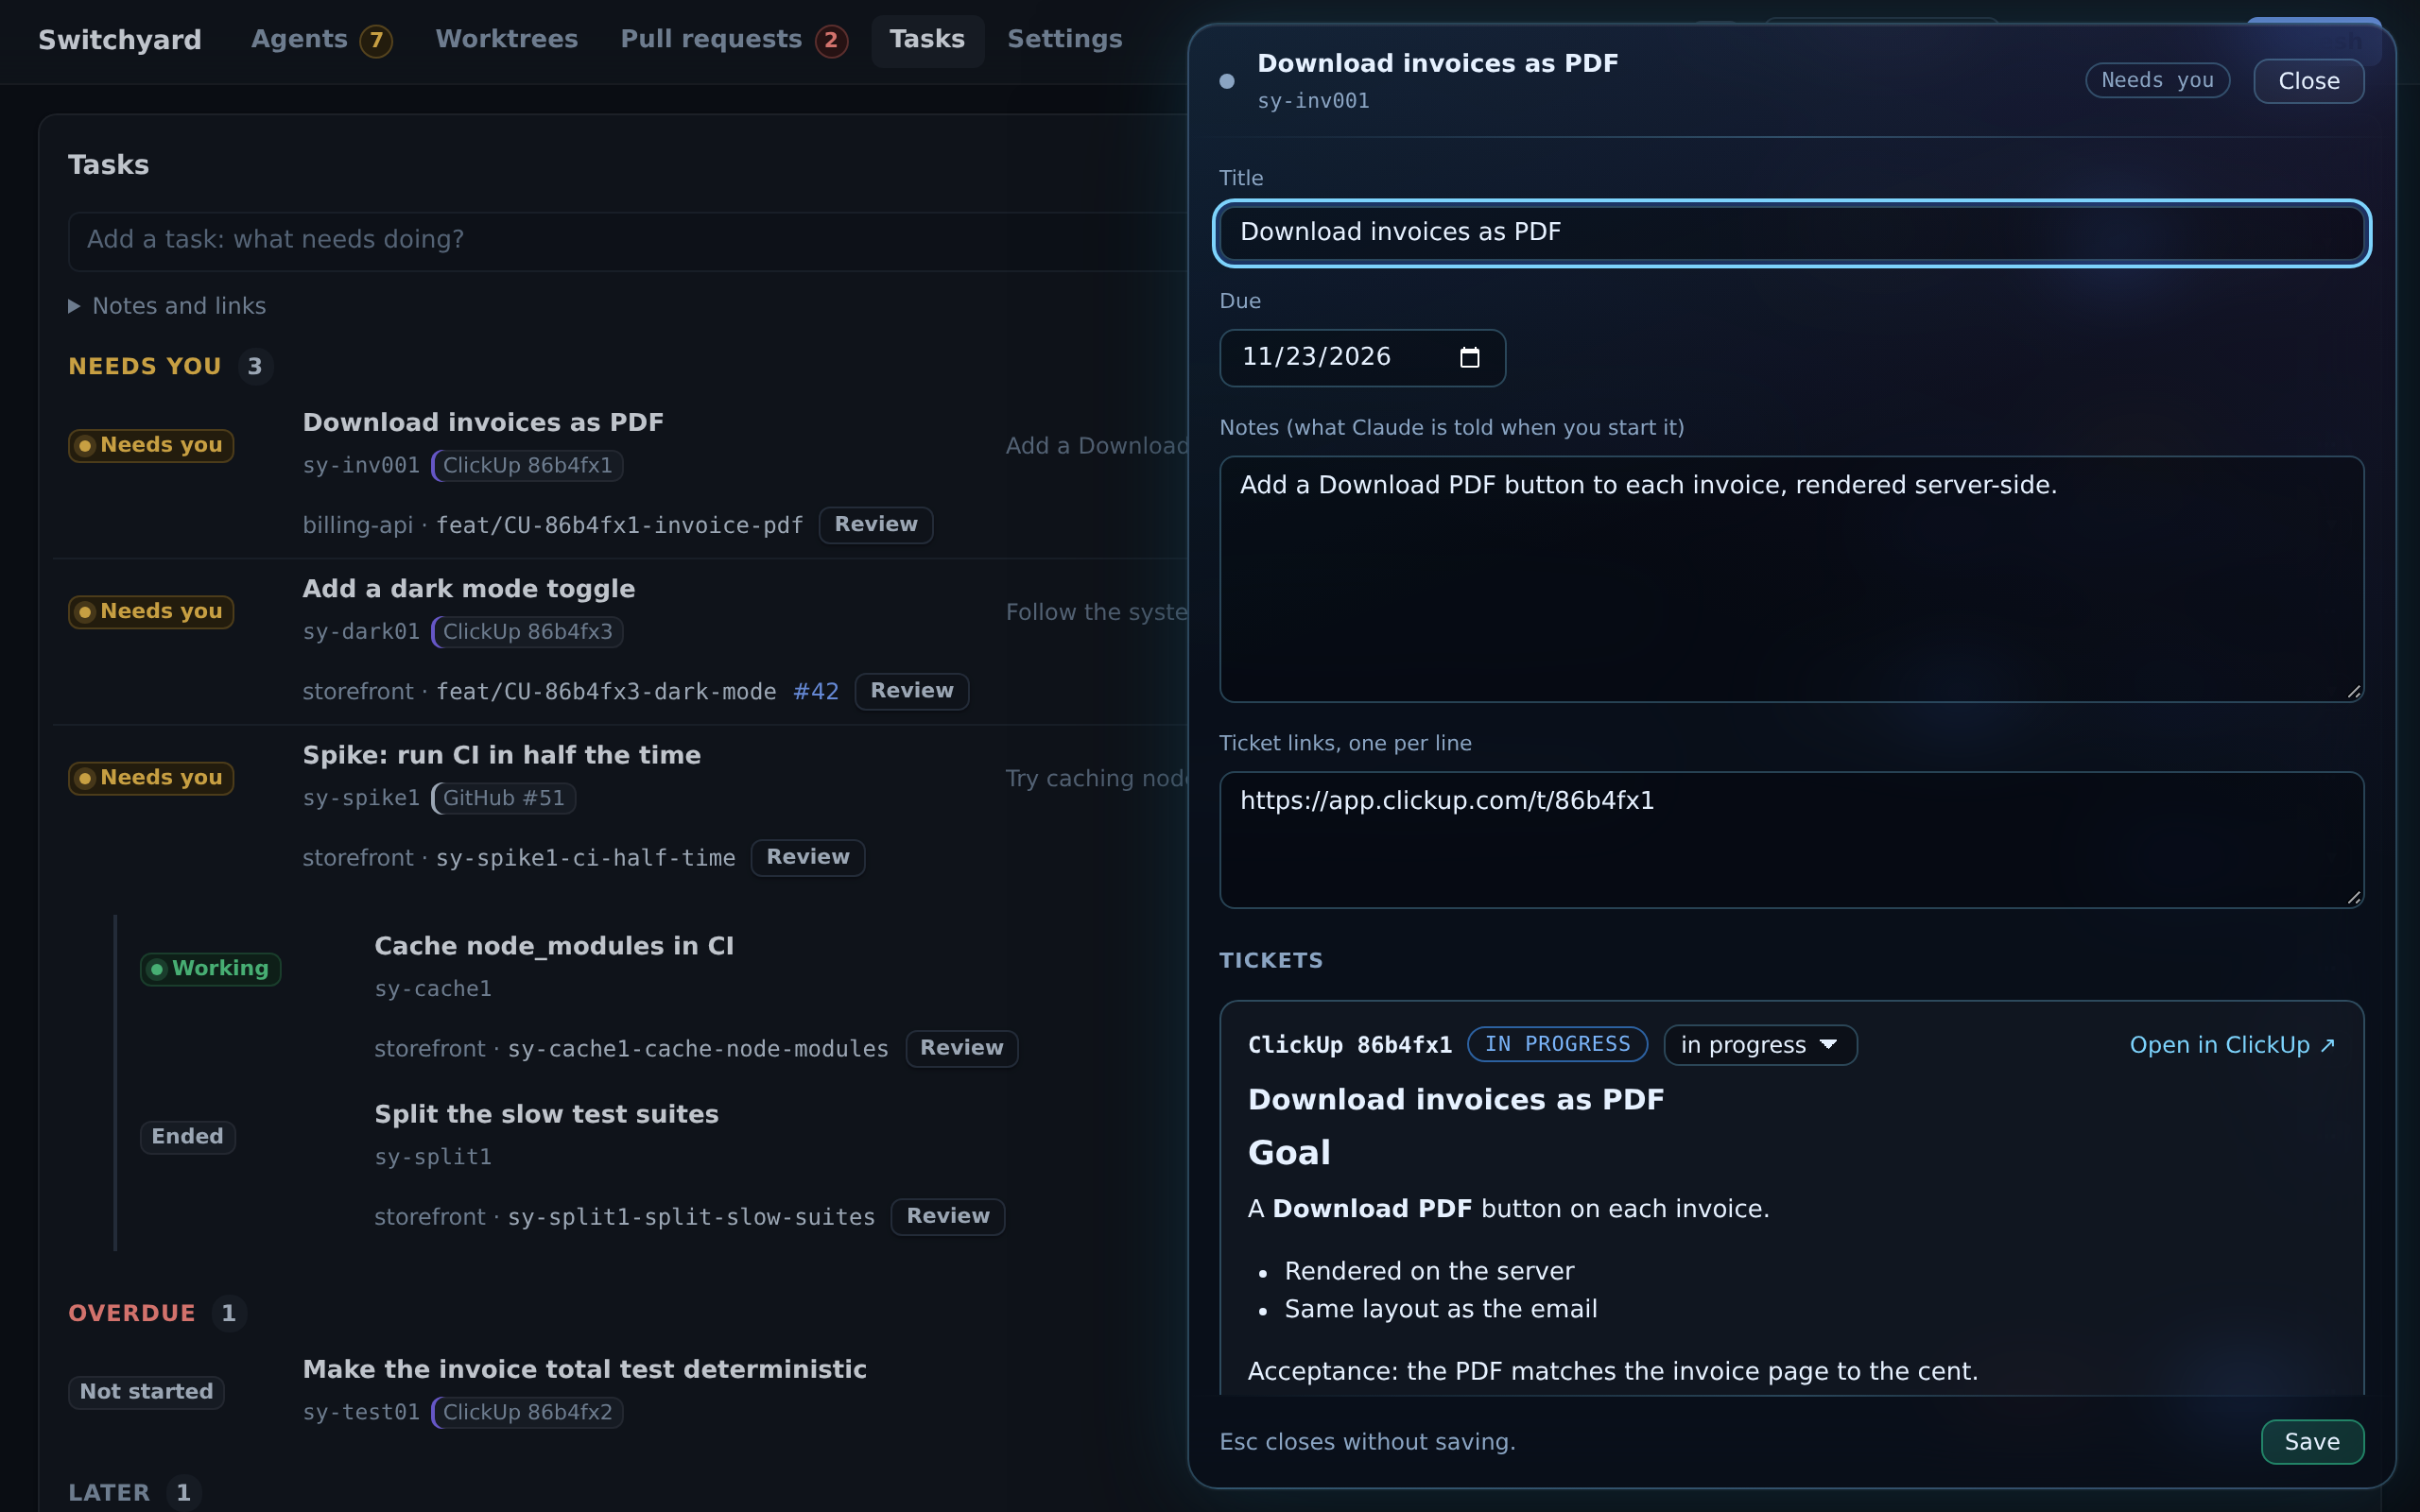 Switchyard Agents 7 Worktrees Pull requests 2 Tasks Settings
Tasks
Add a task: what needs doing?
Notes and links
NEEDS YOU 3
Needs you
Download invoices as PDF
sy-inv001 ClickUp 86b4fx1
Add a Download
billing-api · feat/CU-86b4fx1-invoice-pdf Review
Needs you
Add a dark mode toggle
sy-dark01 ClickUp 86b4fx3
Follow the syste
storefront · feat/CU-86b4fx3-dark-mode #42 Review
Needs you
Spike: run CI in half the time
sy-spike1 GitHub #51
Try caching
storefront · sy-spike1-ci-half-time Review
Working
Cache node_modules in CI
sy-cache1
storefront · sy-cache1-cache-node-modules Review
Ended
Split the slow test suites
sy-split1
storefront · sy-split1-split-slow-suites Review
OVERDUE 1
Not started
Make the invoice total test deterministic
sy-test01 ClickUp 86b4fx2
LATER 1
Download invoices as PDF
sy-inv001
Needs you
Close
Title
Download invoices as PDF
Due
11/23/2026
Notes (what Claude is told when you start it)
Add a Download PDF button to each invoice, rendered server-side.
Ticket links, one per line
https://app.clickup.com/t/86b4fx1
TICKETS
ClickUp 86b4fx1 IN PROGRESS in progress Open in ClickUp ↗
Download invoices as PDF
Goal
A Download PDF button on each invoice.
• Rendered on the server
• Same layout as the email
Acceptance: the PDF matches the invoice page to the cent.
Esc closes without saving.
Save